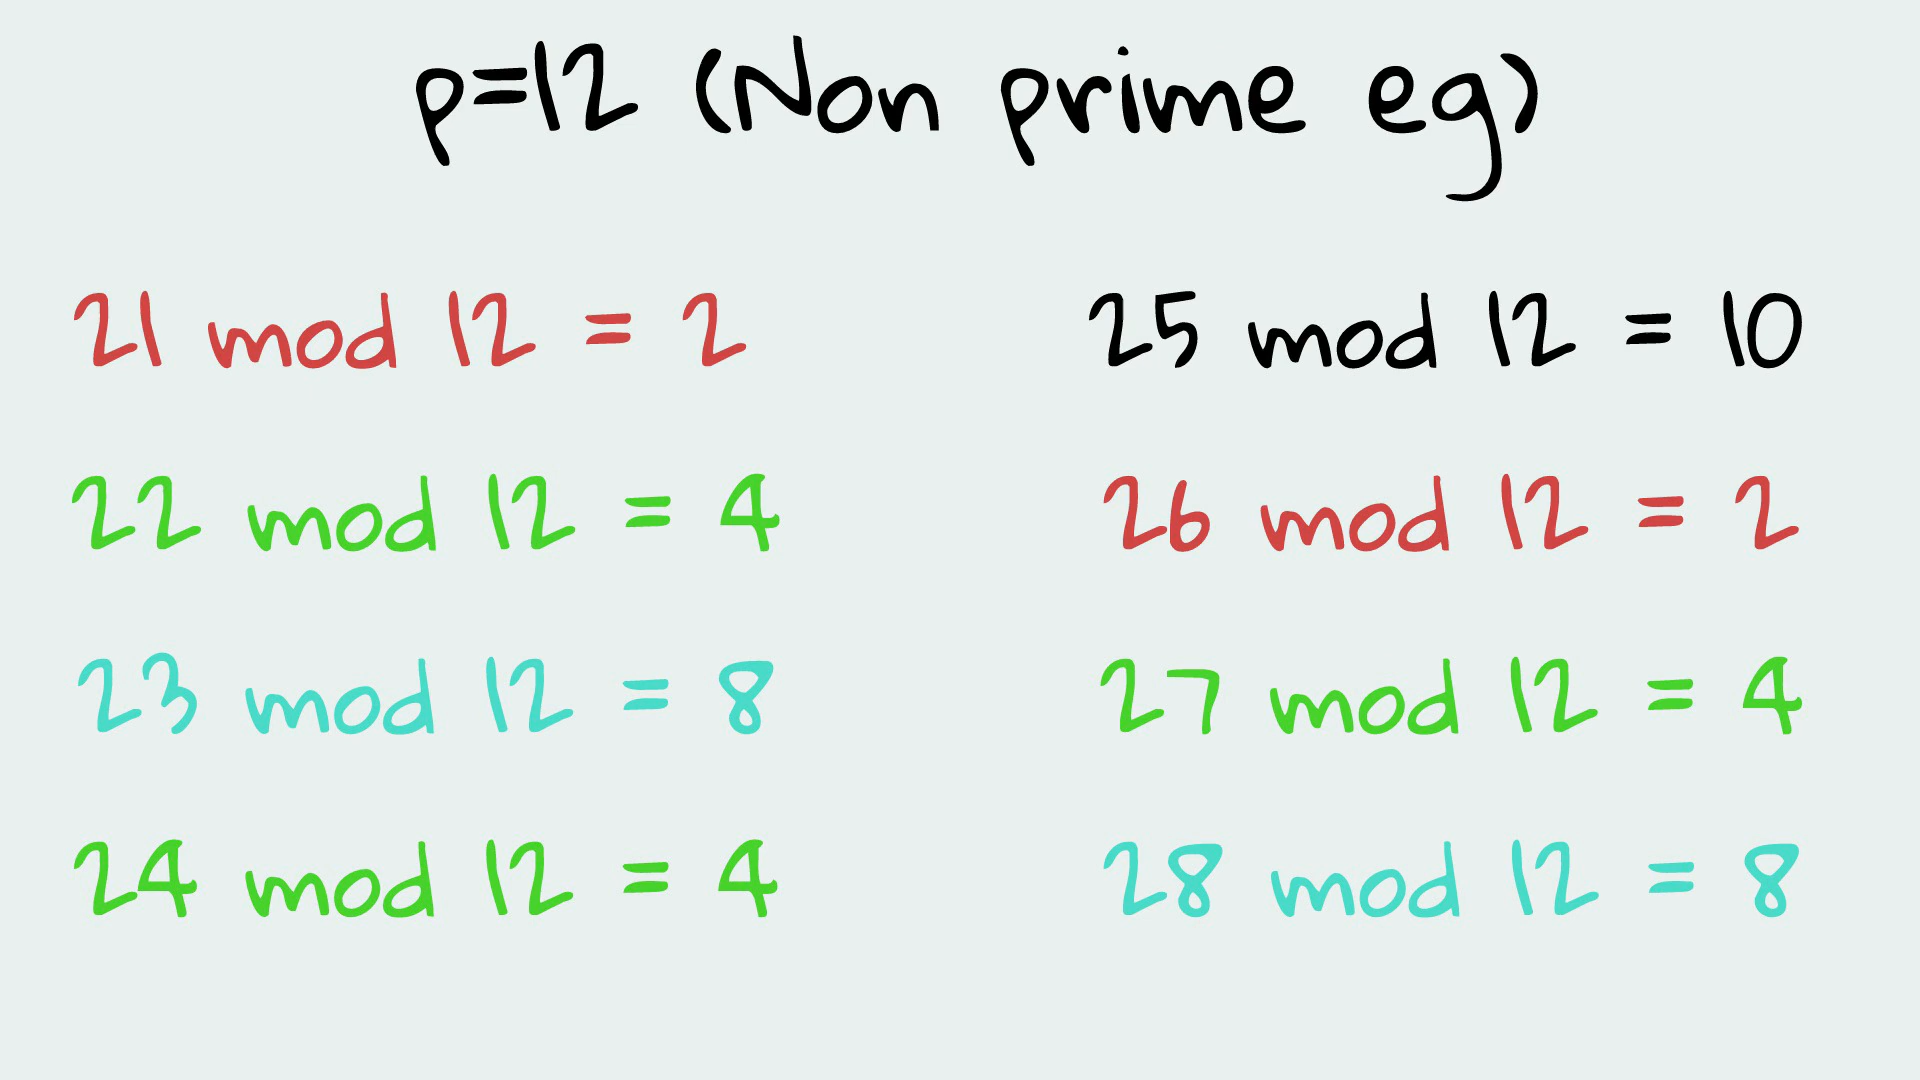 p=12 (Non prime eg)
21 mod 12 = 2
22 mod 12 = 4
23 mod 12 = 8
24 mod 12 = 4
25 mod 12 = 10
26 mod 12 = 2
27 mod 12 = 4
28 mod 12 = 8